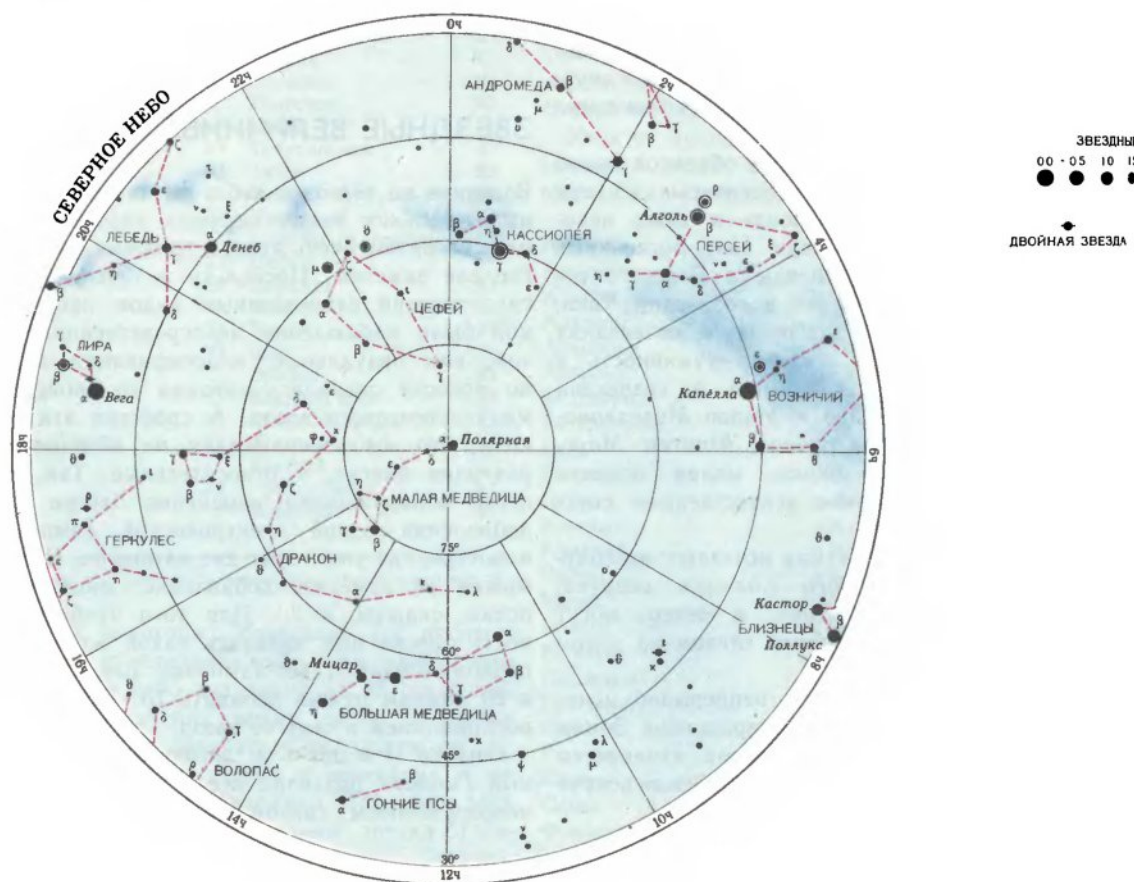 СЕВЕРНОЕ НЕБО
0ч
2ч
4ч
6ч
8ч
10ч
12ч
14ч
16ч
18ч
20ч
22ч
75°
60°
45°
30°
АНДРОМЕДА
δ
β
μ
υ
γ
β
КАССИОПЕЯ
β
α
η
γ
δ
ε
Алголь
β
ПЕРСЕЙ
η
γ
α
δ
ν
ε
ξ
ζ
ЛЕБЕДЬ
Денеб
ζ
ε
ξ
γ
η
β
δ
ЦЕФЕЙ
μ
δ
α
ι
β
γ
ЛИРА
γ
β
δ
α
Вега
Капелла
α
ε
η
ι
ВОЗНИЧИЙ
β
θ
Полярная
α
δ
ε
МАЛАЯ МЕДВЕДИЦА
η
ζ
γ
β
ДРАКОН
ε
δ
φ
χ
γ
ξ
β
ν
ζ
η
θ
ι
α
κ
λ
ГЕРКУЛЕС
θ
ι
ρ
π
ε
η
ζ
Кастор
БЛИЗНЕЦЫ
Поллукс
θ
β
Мицар
ζ
ε
δ
α
β
γ
η
БОЛЬШАЯ МЕДВЕДИЦА
ο
θ
ι
κ
χ
ψ
λ
μ
ν
ВОЛОПАС
θ
β
δ
γ
ρ
ГОНЧИЕ ПСЫ
β
α
ЗВЕЗДНЫ
00 · 05 10 15
ДВОЙНАЯ ЗВЕЗДА